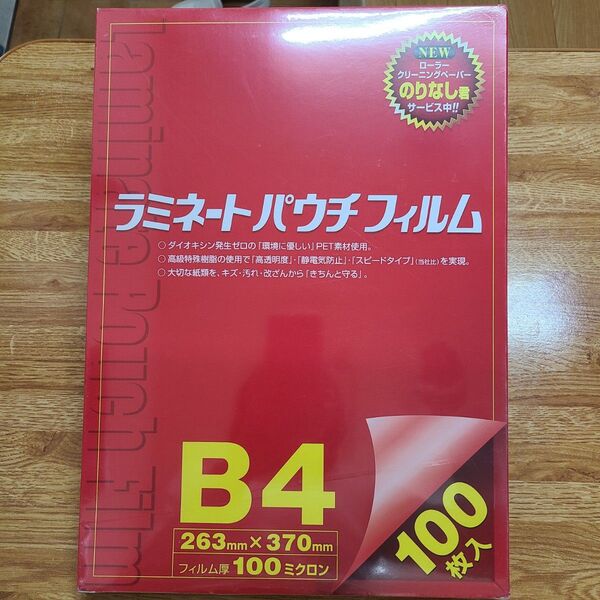 Laminate Pouch Film
NEW
ローラー
クリーニングペーパー
のりなし君
サービス中!!
ラミネートパウチフィルム
○ダイオキシン発生ゼロの「環境に優しい」PET素材使用。
○高級特殊樹脂の使用で「高透明度」・「静電気防止」・「スピードタイプ」(当社比)を実現。
○大切な紙類を、キズ・汚れ・改ざんから「きちんと守る」。
B4
263mm×370mm
フィルム厚100ミクロン
100枚入